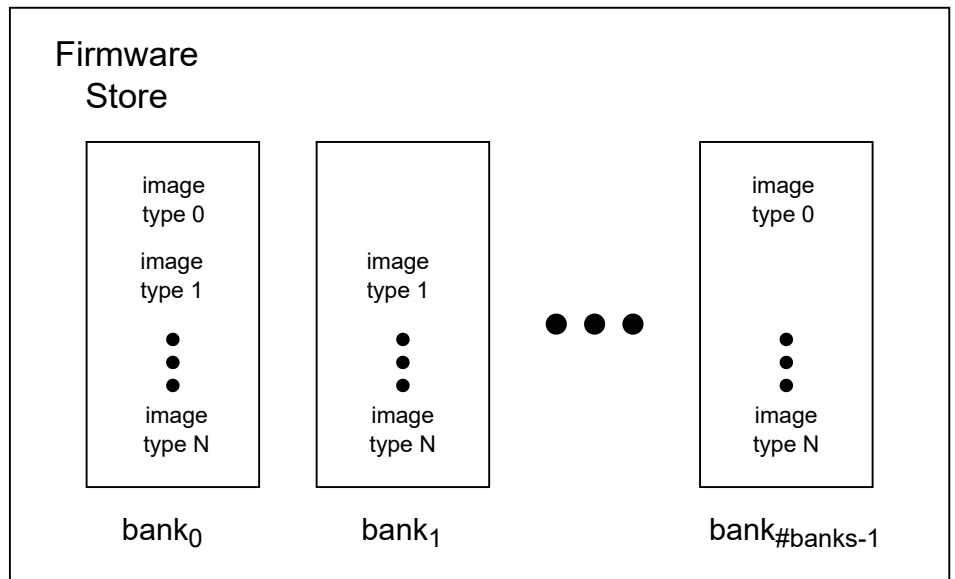 Firmware
Store
image
type 0
image
type 1
image
type N
bank0
image
type 1
image
type N
bank1
image
type 0
image
type N
bank#banks-1